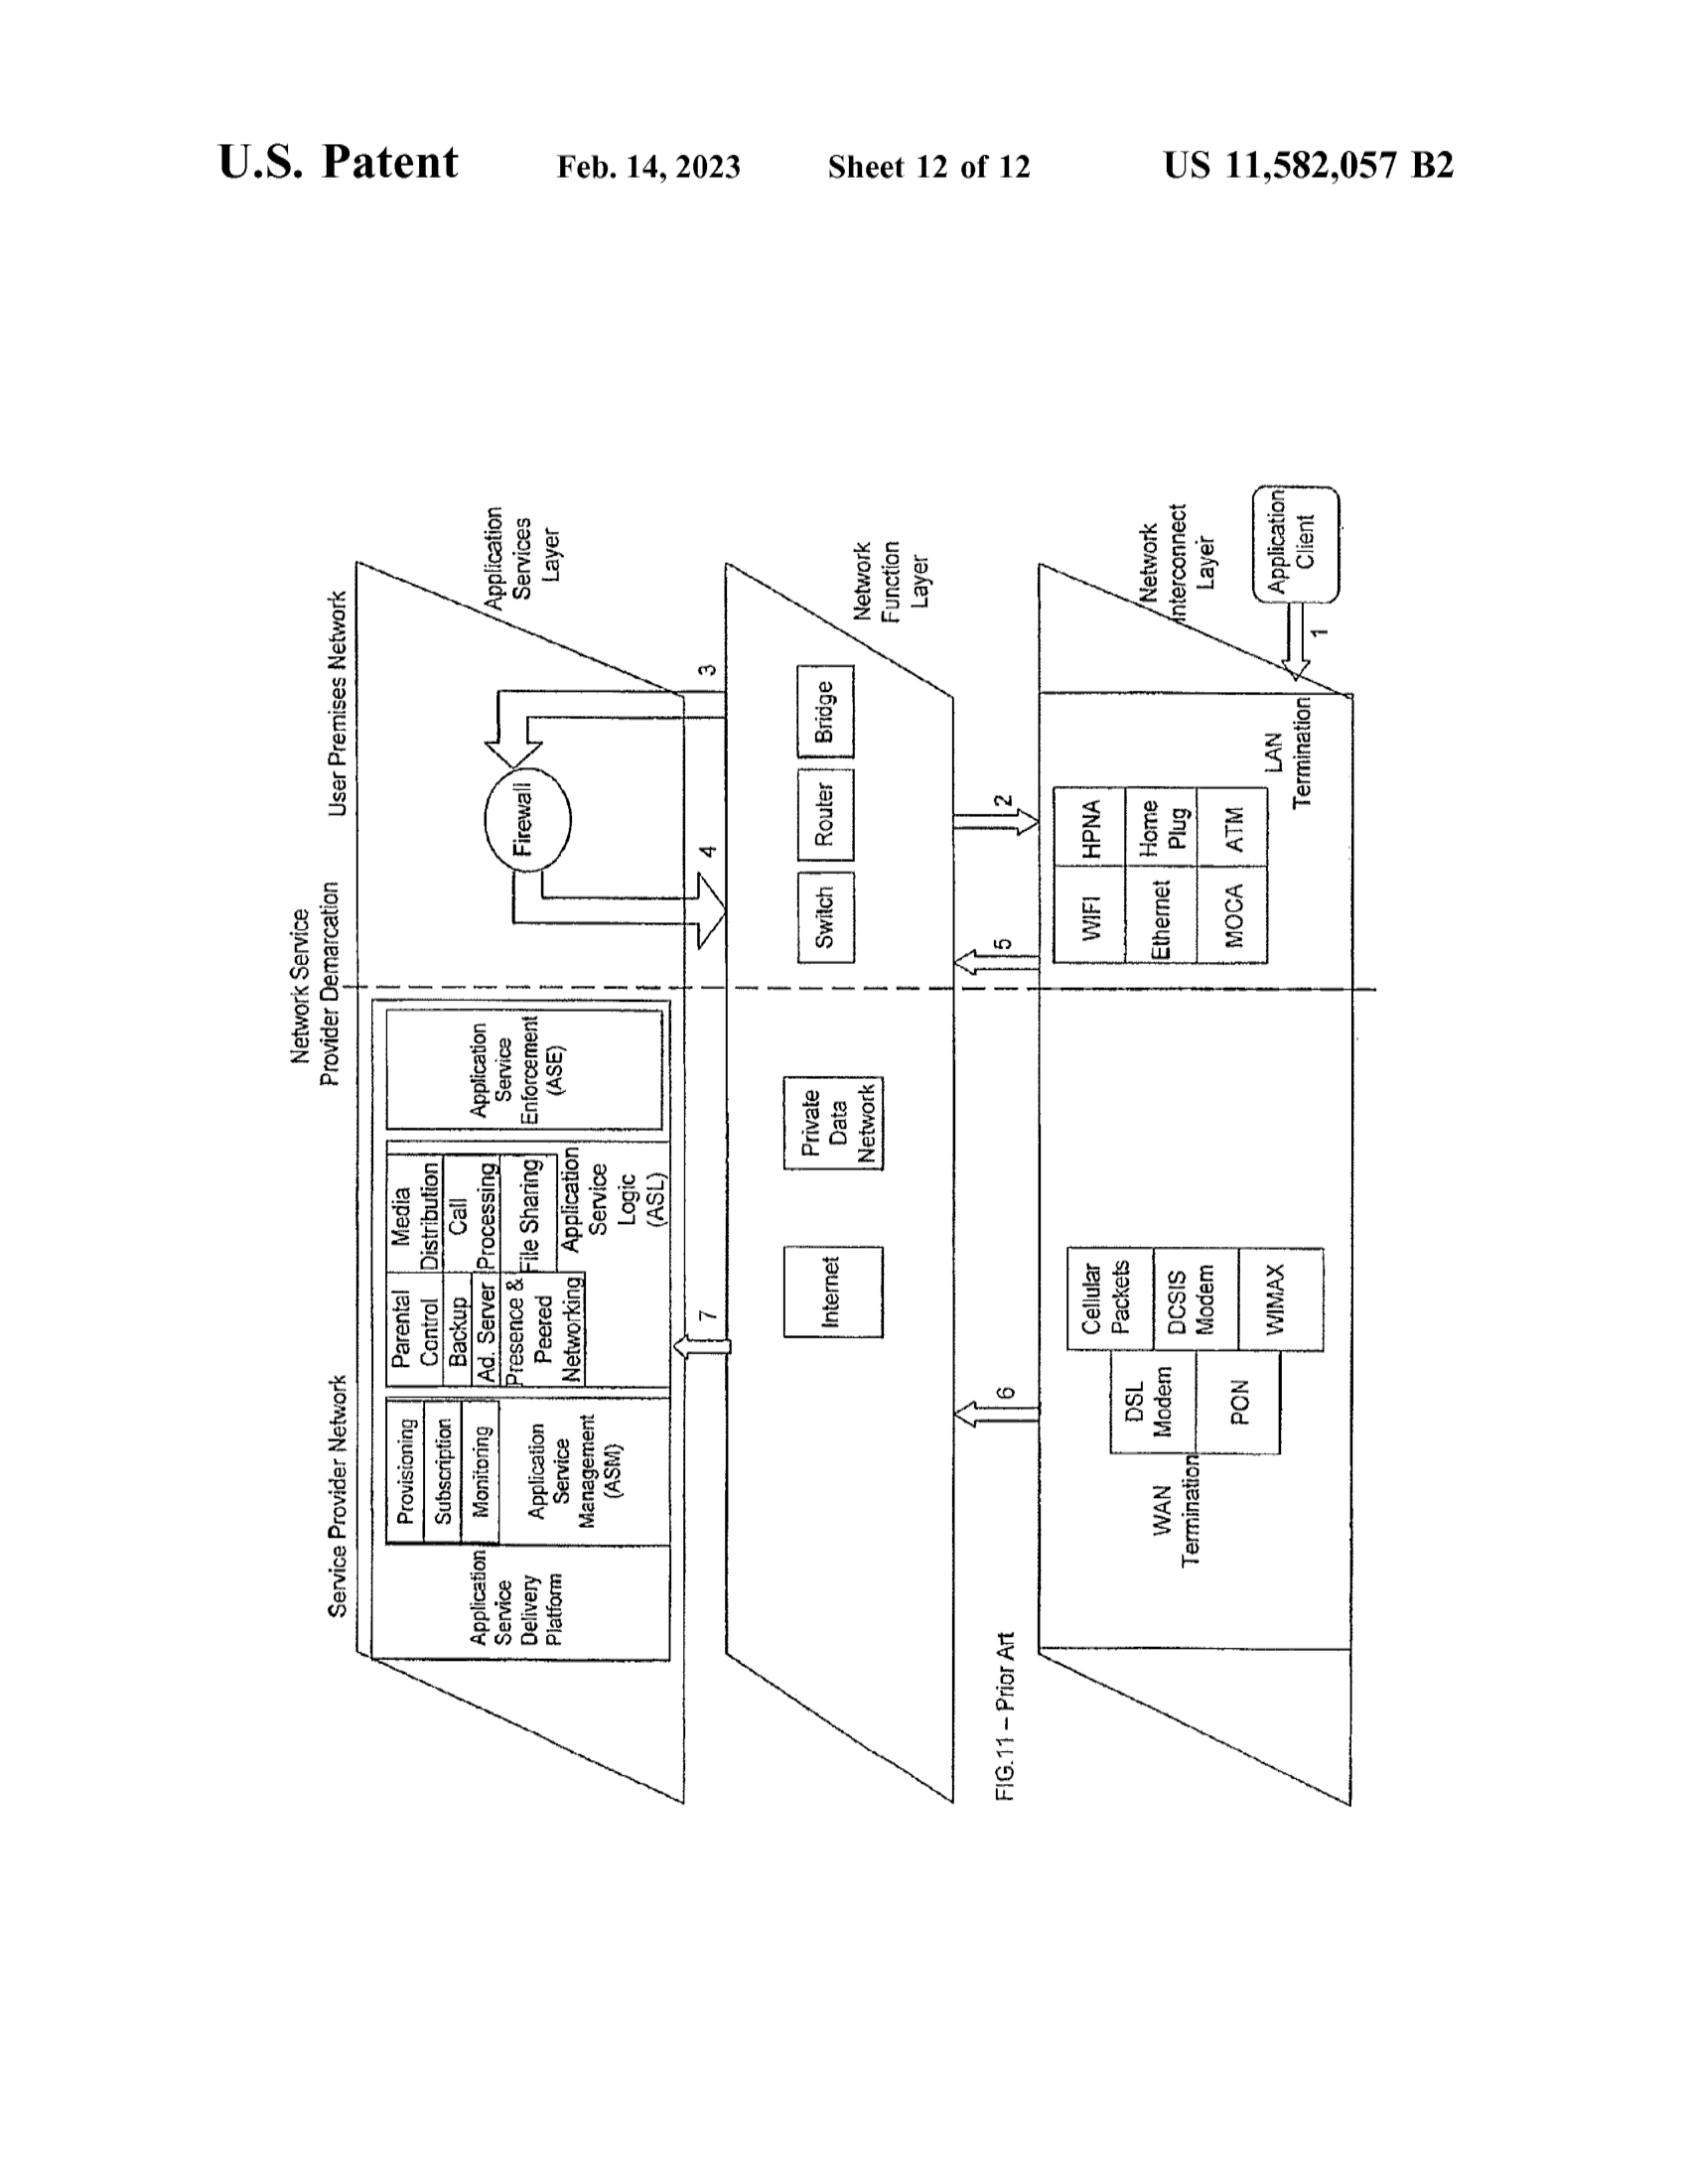 U.S. Patent Feb. 14, 2023 Sheet 12 of 12 US 11,582,057 B2
Network Service
Provider Demarcation
Service Provider Network
User Premises Network
Application
Service
Delivery
Platform
Provisioning
Subscription
Monitoring
Application
Service
Management
(ASM)
Parental
Control
Backup
Ad. Server
Presence &
Peered
Networking
Media
Distribution
Call
Processing
File Sharing
Application
Service
Logic
(ASL)
Application
Service
Enforcement
(ASE)
Firewall
Application
Services
Layer
7
4
3
Internet
Private
Data
Network
Switch
Router
Bridge
Network
Function
Layer
FIG.11 – Prior Art
6
5
2
WAN
Termination
DSL
Modem
PON
Cellular
Packets
DCSIS
Modem
WIMAX
WIFI
HPNA
Ethernet
Home
Plug
MOCA
ATM
LAN
Termination
Network
Interconnect
Layer
1
Application
Client